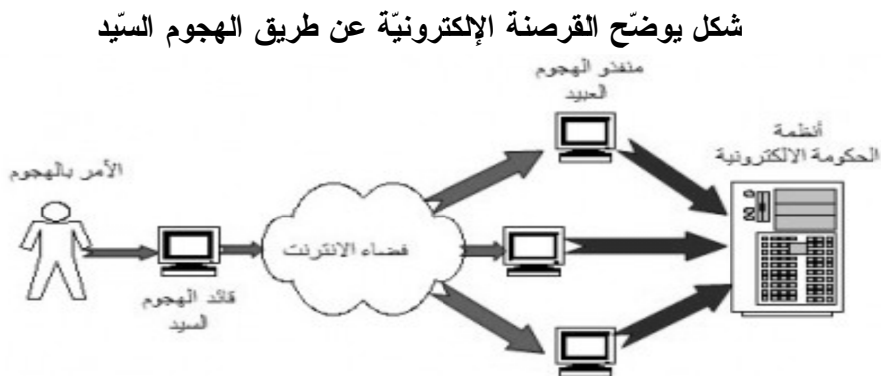 شكل يوضّح القرصنة الإلكترونيّة عن طريق الهجوم السّيد
منفذو الهجوم
العبيد
أنظمة
الحكومة الالكترونية
الأمر بالهجوم
فضاء الانترنت
قائد الهجوم
السيد